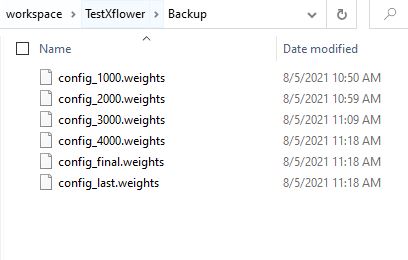 workspace > TestXflower > Backup
Name Date modified
config_1000.weights 8/5/2021 10:50 AM
config_2000.weights 8/5/2021 10:59 AM
config_3000.weights 8/5/2021 11:09 AM
config_4000.weights 8/5/2021 11:18 AM
config_final.weights 8/5/2021 11:18 AM
config_last.weights 8/5/2021 11:18 AM